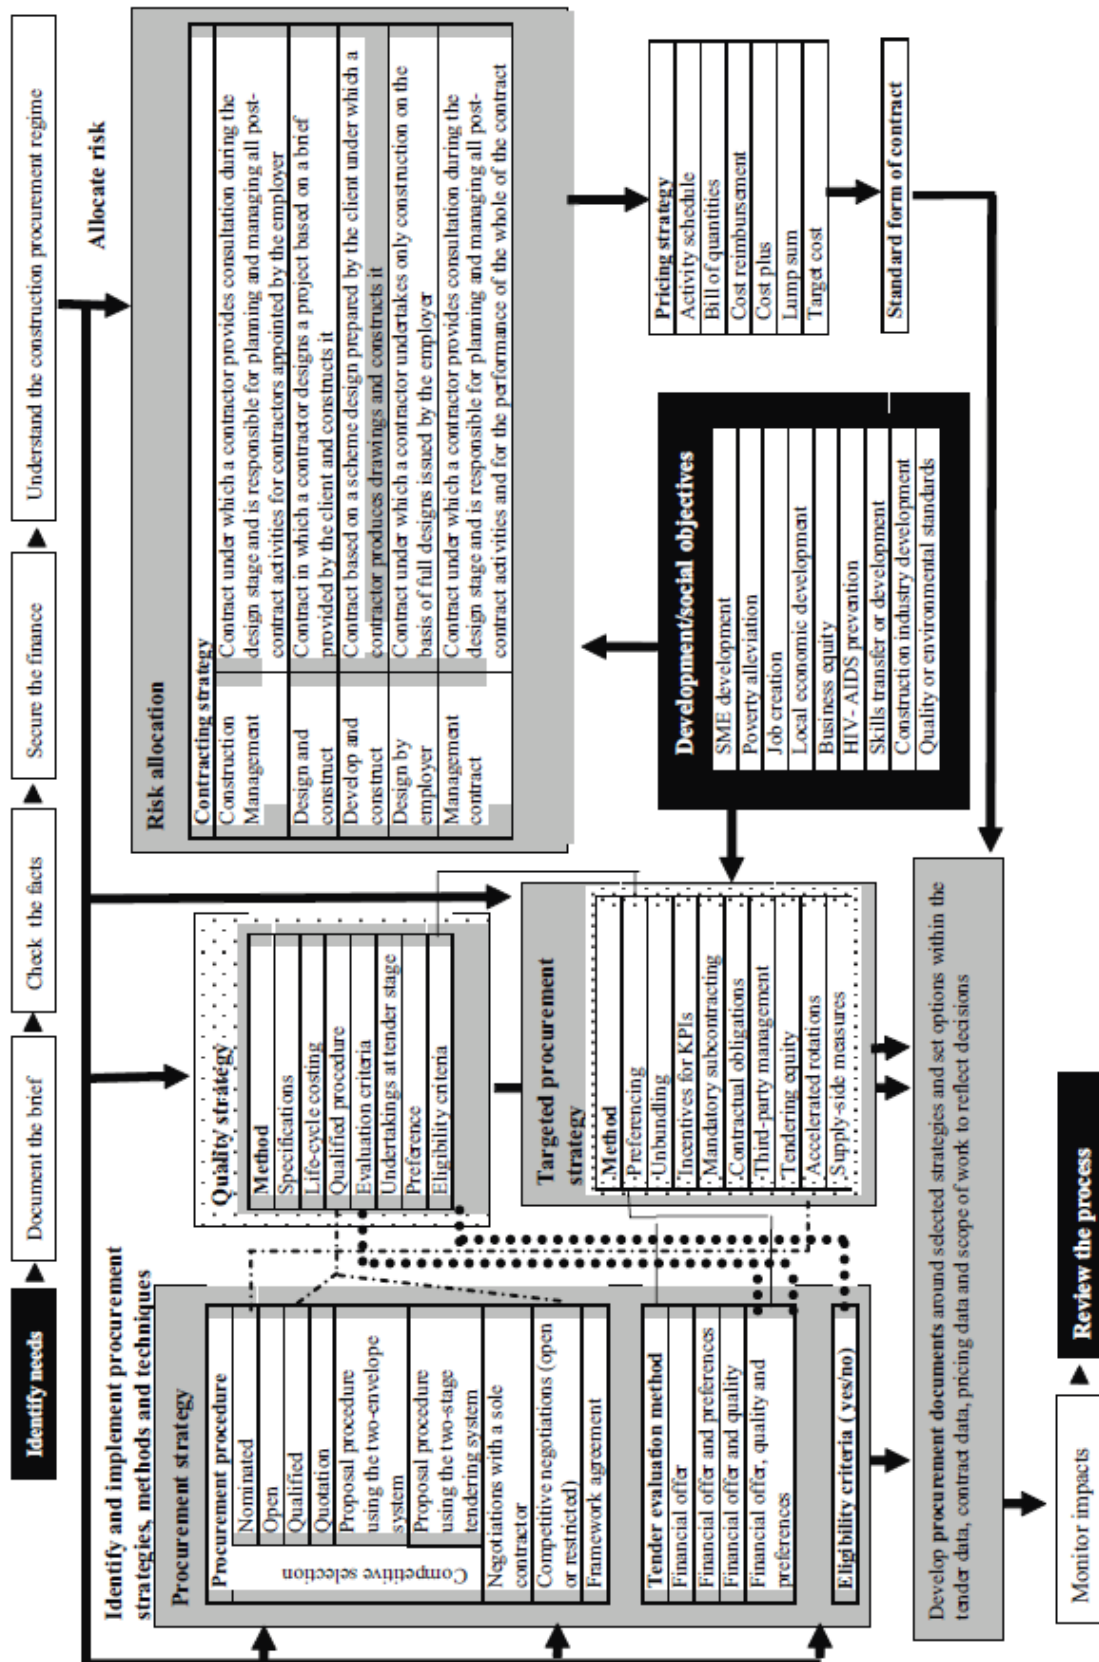 Identify needs
Document the brief
Check the facts
Secure the finance
Understand the construction procurement regime
Identify and implement procurement
strategies, methods and techniques
Allocate risk
Procurement strategy
Procurement procedure
Competitive selection
Nominated
Open
Qualified
Quotation
Proposal procedure
using the two-envelope
system
Proposal procedure
using the two-stage
tendering system
Negotiations with a sole
contractor
Competitive negotiations (open
or restricted)
Framework agreement
Tender evaluation method
Financial offer
Financial offer and preferences
Financial offer and quality
Financial offer, quality and
preferences
Eligibility criteria ( yes/no)
Quality strategy
Method
Specifications
Life-cycle costing
Qualified procedure
Evaluation criteria
Undertakings at tender stage
Preference
Eligibility criteria
Targeted procurement
strategy
Method
Preferencing
Unbundling
Incentives for KPIs
Mandatory subcontracting
Contractual obligations
Third-party management
Tendering equity
Accelerated rotations
Supply-side measures
Risk allocation
Contracting strategy
Construction
Management
Contract under which a contractor provides consultation during the
design stage and is responsible for planning and managing all post-
contract activities for contractors appointed by the employer
Design and
construct
Contract in which a contractor designs a project based on a brief
provided by the client and constructs it
Develop and
construct
Contract based on a scheme design prepared by the client under which a
contractor produces drawings and constructs it
Design by
employer
Contract under which a contractor undertakes only construction on the
basis of full designs issued by the employer
Management
contract
Contract under which a contractor provides consultation during the
design stage and is responsible for planning and managing all post-
contract activities and for the performance of the whole of the contract
Development/social objectives
SME development
Poverty alleviation
Job creation
Local economic development
Business equity
HIV- AIDS prevention
Skills transfer or development
Construction industry development
Quality or environmental standards
Pricing strategy
Activity schedule
Bill of quantities
Cost reimbursement
Cost plus
Lump sum
Target cost
Standard form of contract
Develop procurement documents around selected strategies and set options within the
tender data, contract data, pricing data and scope of work to reflect decisions
Monitor impacts
Review the process